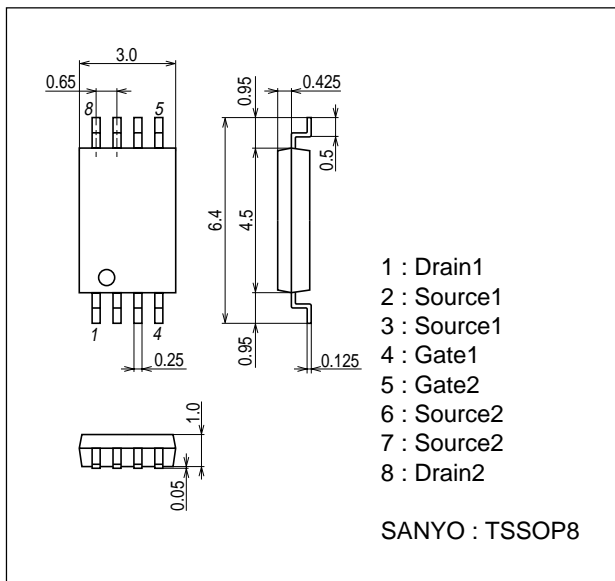 3.0
0.65
8
5
0.95
0.425
0.5
6.4
4.5
1
4
0.25
0.95
0.125
1.0
0.05
1 : Drain1
2 : Source1
3 : Source1
4 : Gate1
5 : Gate2
6 : Source2
7 : Source2
8 : Drain2
SANYO : TSSOP8